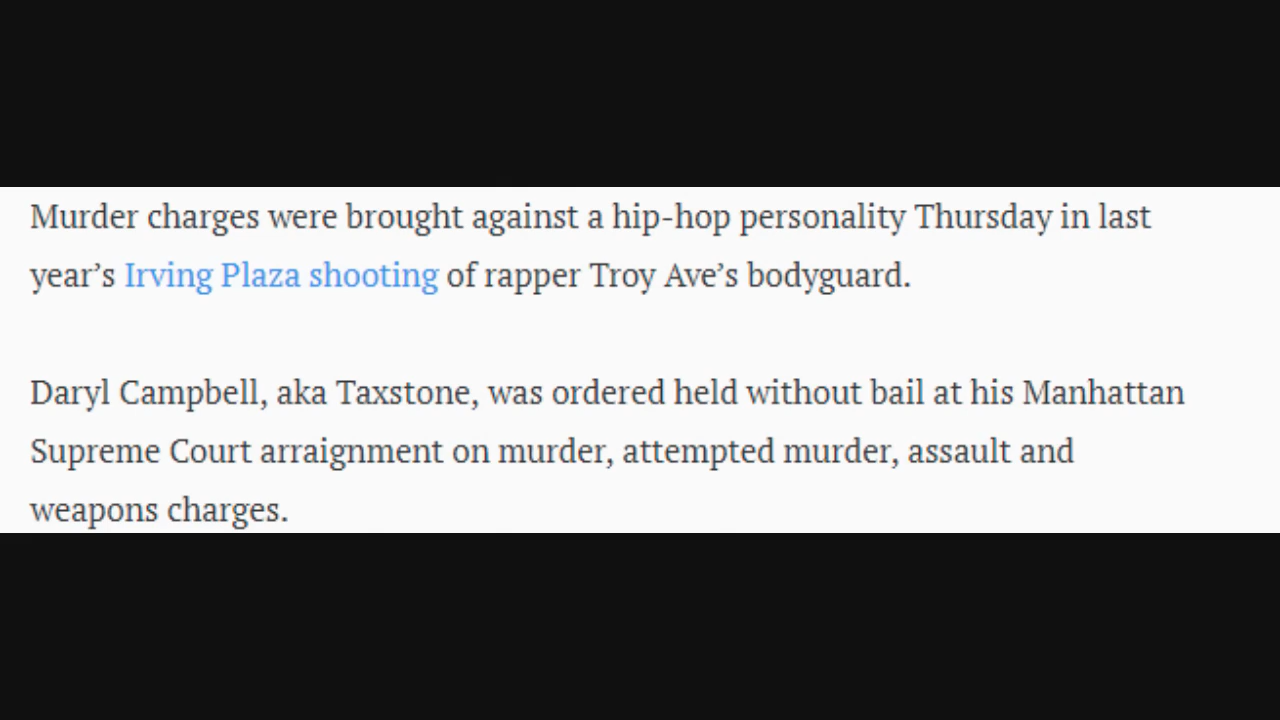 Murder charges were brought against a hip-hop personality Thursday in last
year’s Irving Plaza shooting of rapper Troy Ave’s bodyguard.
Daryl Campbell, aka Taxstone, was ordered held without bail at his Manhattan
Supreme Court arraignment on murder, attempted murder, assault and
weapons charges.